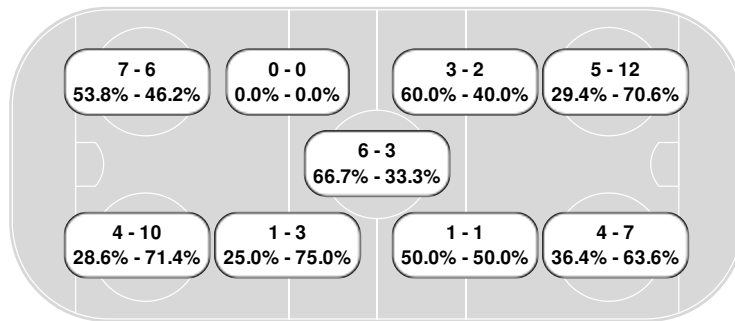 7 - 6
53.8% - 46.2%
0 - 0
0.0% - 0.0%
3 - 2
60.0% - 40.0%
5 - 12
29.4% - 70.6%
6 - 3
66.7% - 33.3%
4 - 10
28.6% - 71.4%
1 - 3
25.0% - 75.0%
1 - 1
50.0% - 50.0%
4 - 7
36.4% - 63.6%